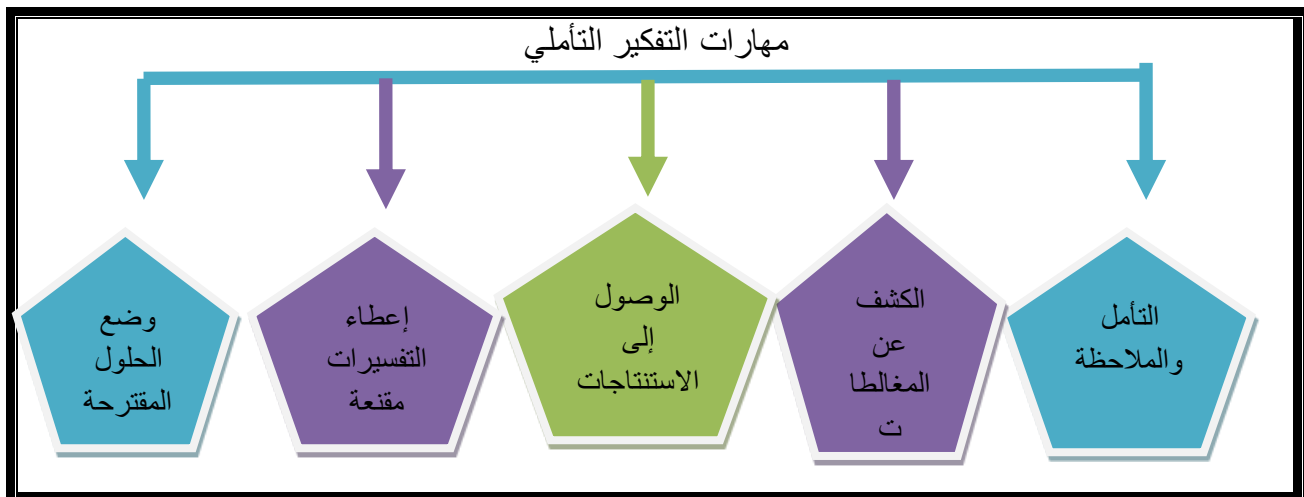 مهارات التفكير التأملي
التأمل
والملاحظة
الكشف
عن
المغالطا
ت
الوصول
إلى
الاستنتاجات
إعطاء
التفسيرات
مقنعة
وضع
الحلول
المقترحة